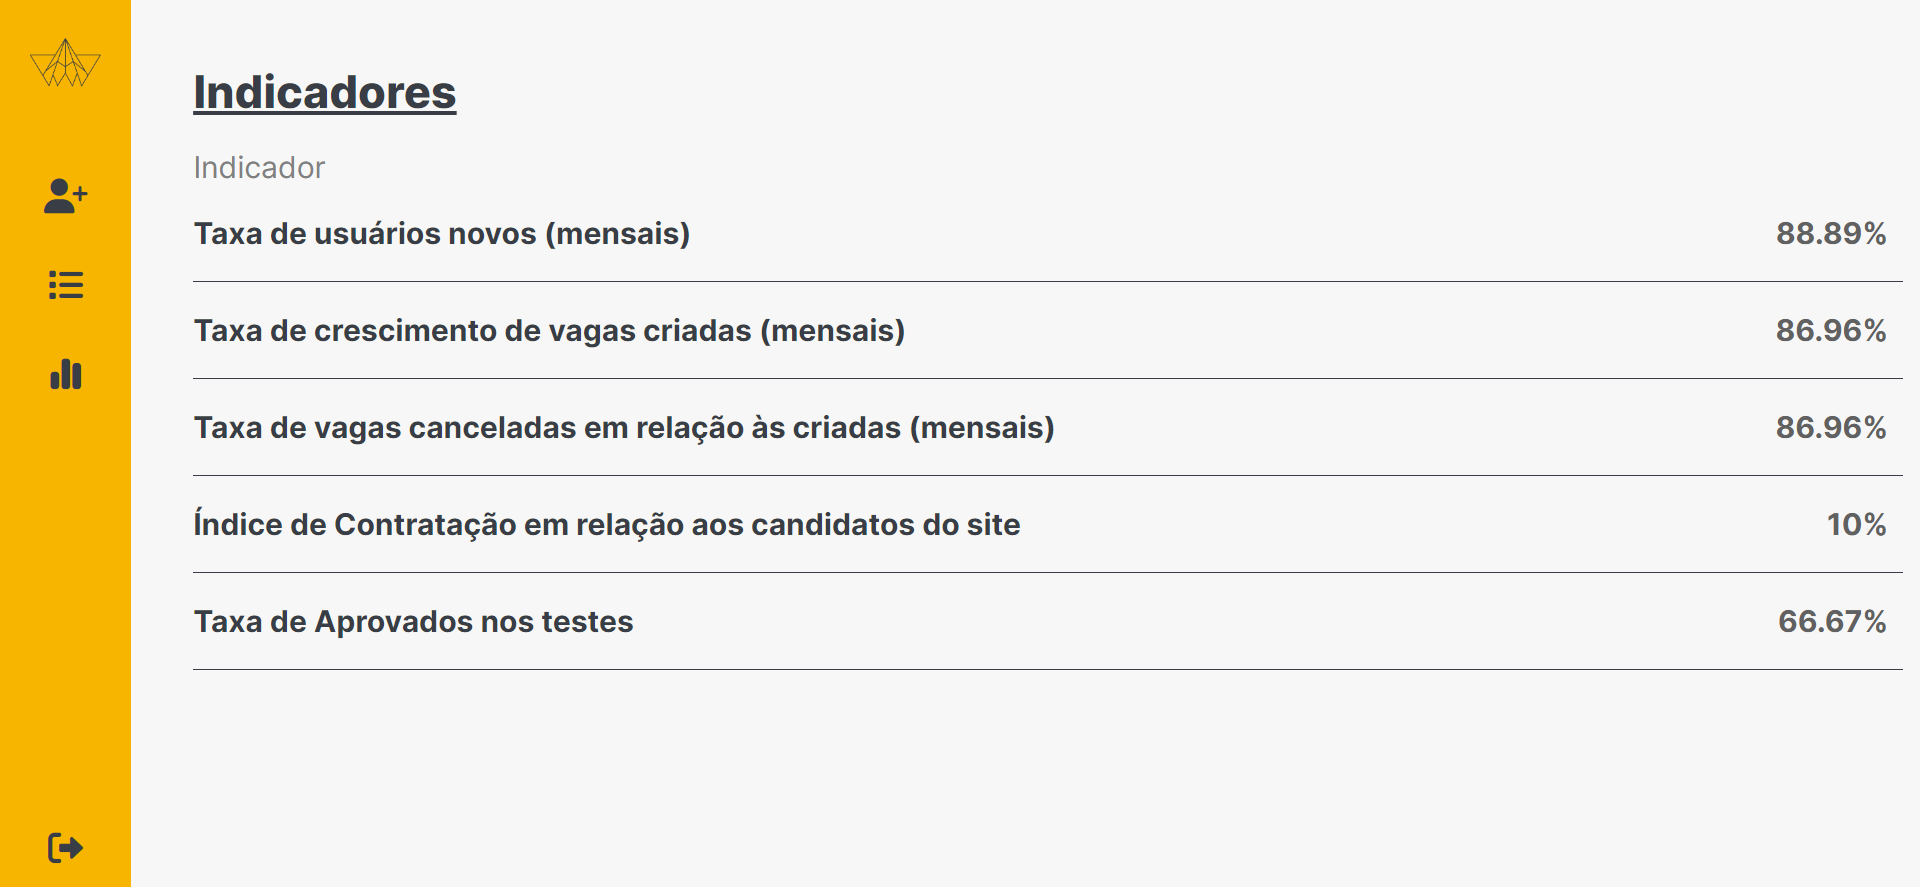 Indicadores
Indicador
Taxa de usuários novos (mensais) 88.89%
Taxa de crescimento de vagas criadas (mensais) 86.96%
Taxa de vagas canceladas em relação às criadas (mensais) 86.96%
Índice de Contratação em relação aos candidatos do site 10%
Taxa de Aprovados nos testes 66.67%